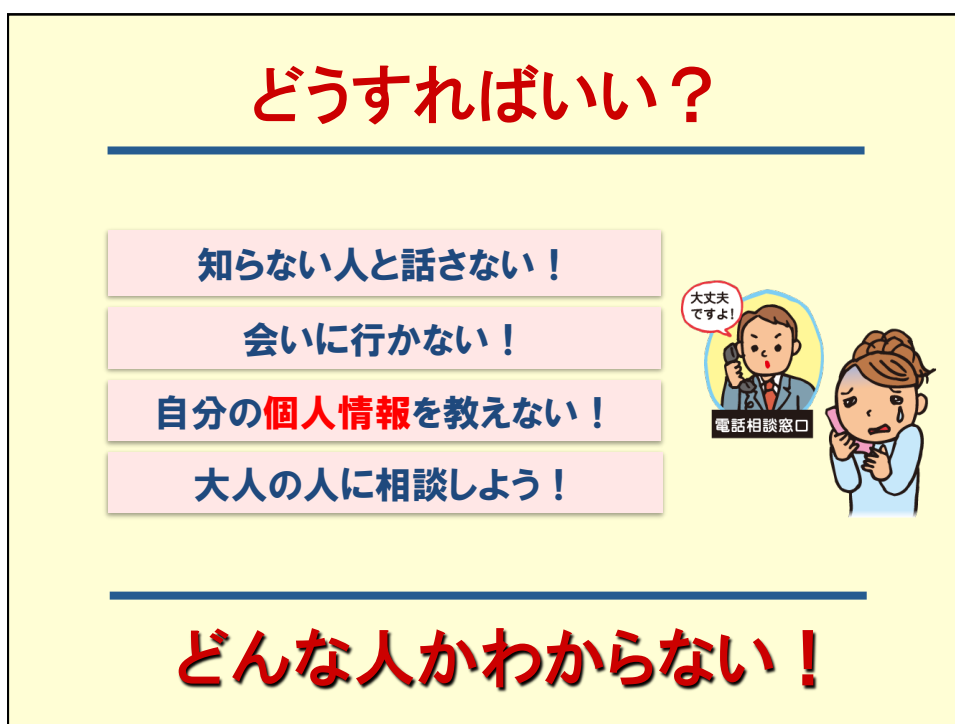 どうすればいい？
知らない人と話さない！
会いに行かない！
自分の個人情報を教えない！
大人の人に相談しよう！
大丈夫
ですよ！
電話相談窓口
どんな人かわからない！